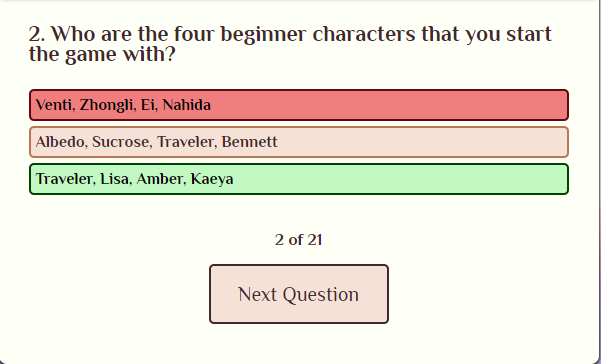 2. Who are the four beginner characters that you start
the game with?
Venti, Zhongli, Ei, Nahida
Albedo, Sucrose, Traveler, Bennett
Traveler, Lisa, Amber, Kaeya
2 of 21
Next Question